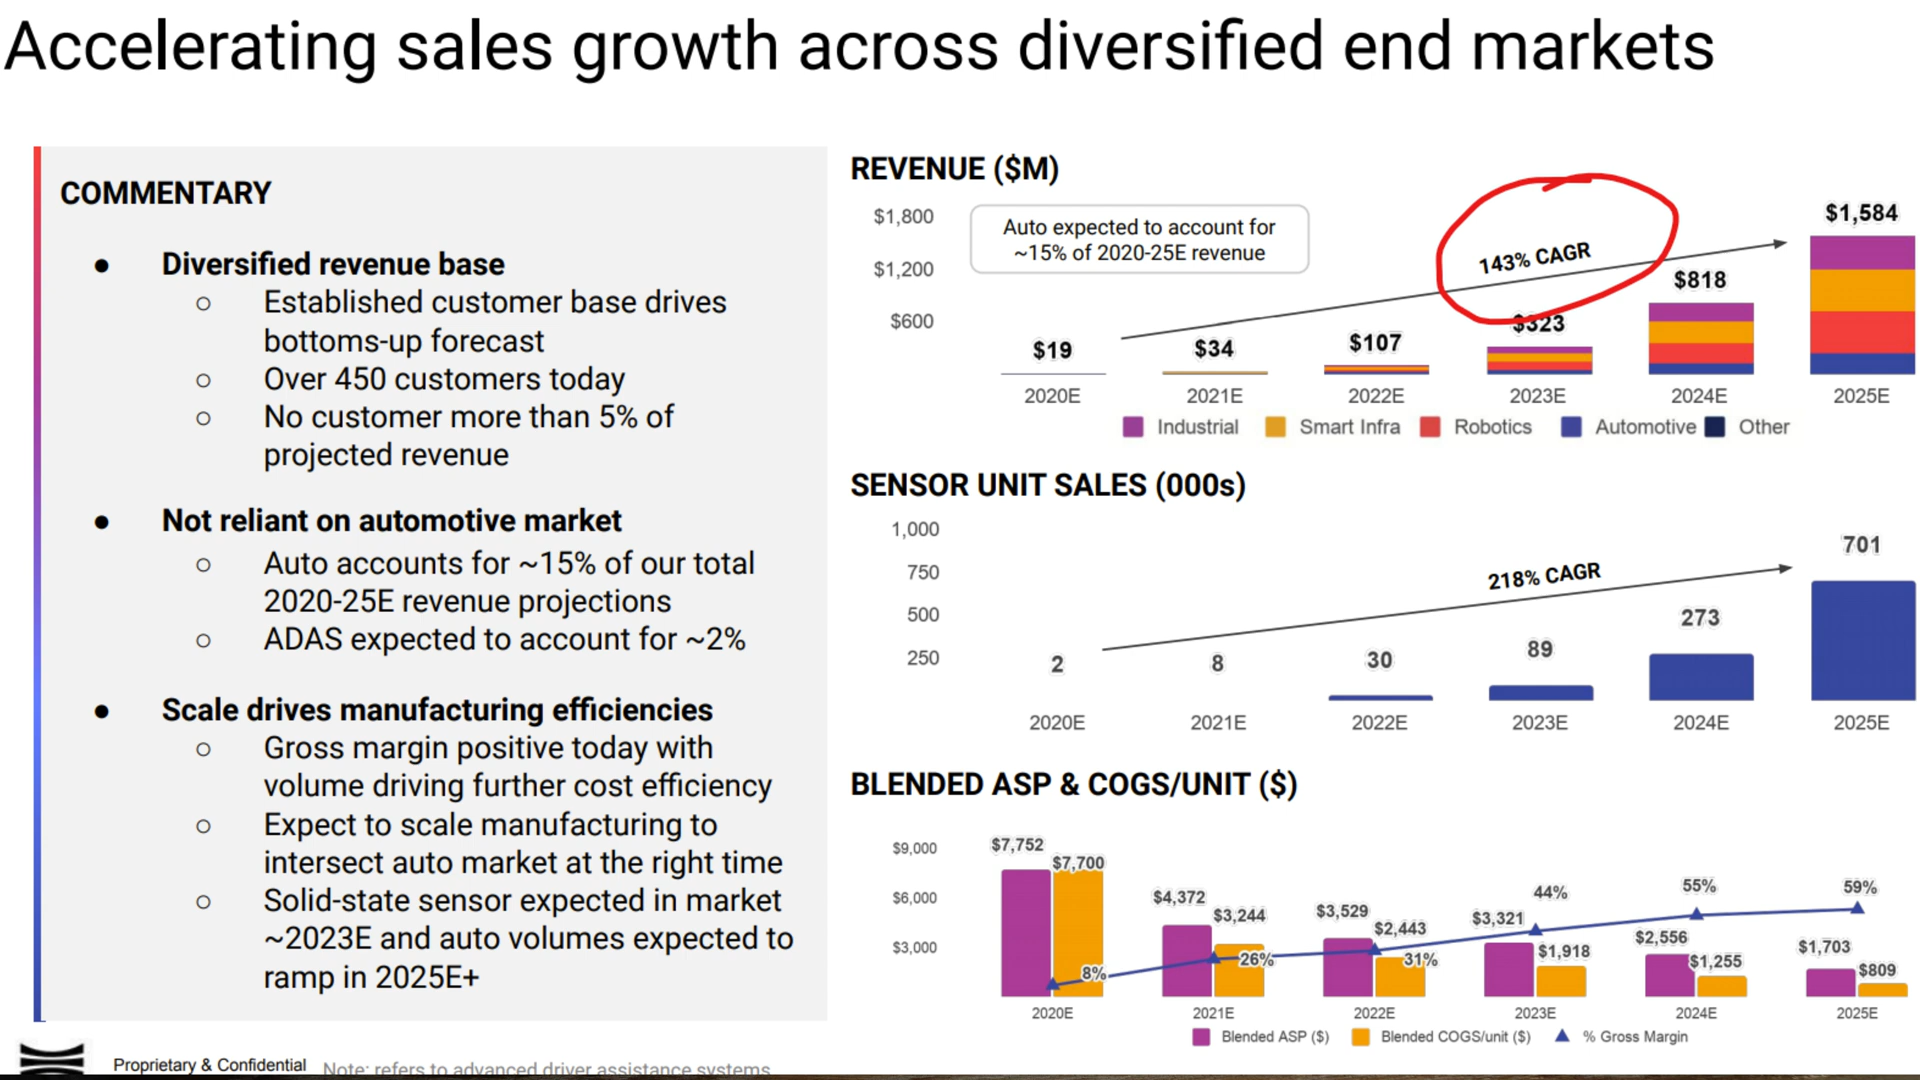 Accelerating sales growth across diversified end markets
COMMENTARY
● Diversified revenue base
○ Established customer base drives
bottoms-up forecast
○ Over 450 customers today
○ No customer more than 5% of
projected revenue
● Not reliant on automotive market
○ Auto accounts for ~15% of our total
2020-25E revenue projections
○ ADAS expected to account for ~2%
● Scale drives manufacturing efficiencies
○ Gross margin positive today with
volume driving further cost efficiency
○ Expect to scale manufacturing to
intersect auto market at the right time
○ Solid-state sensor expected in market
~2023E and auto volumes expected to
ramp in 2025E+
REVENUE ($M)
$1,800
$1,200
$600
Auto expected to account for
~15% of 2020-25E revenue
143% CAGR
$19 $34 $107 $323 $818 $1,584
2020E 2021E 2022E 2023E 2024E 2025E
Industrial Smart Infra Robotics Automotive Other
SENSOR UNIT SALES (000s)
1,000
750
500
250
218% CAGR
2 8 30 89 273 701
2020E 2021E 2022E 2023E 2024E 2025E
BLENDED ASP & COGS/UNIT ($)
$9,000
$6,000
$3,000
$7,752 $4,372 $3,529 $3,321 $2,556 $1,703
$7,700 $3,244 $2,443 $1,918 $1,255 $809
8% 26% 31% 44% 55% 59%
2020E 2021E 2022E 2023E 2024E 2025E
Blended ASP ($) Blended COGS/unit ($) % Gross Margin
Proprietary & Confidential Note: refers to advanced driver assistance systems